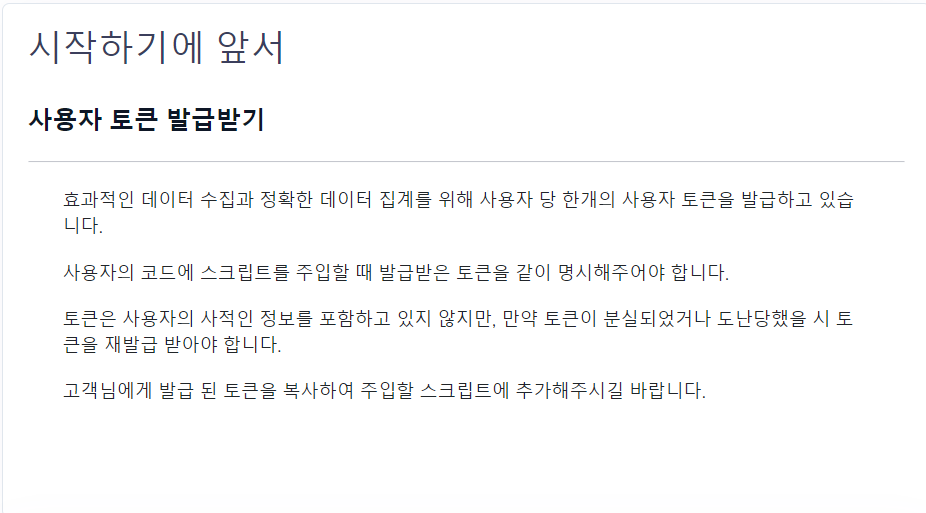 시작하기에 앞서
사용자 토큰 발급받기
효과적인 데이터 수집과 정확한 데이터 집계를 위해 사용자 당 한개의 사용자 토큰을 발급하고 있습
니다.
사용자의 코드에 스크립트를 주입할 때 발급받은 토큰을 같이 명시해주어야 합니다.
토큰은 사용자의 사적인 정보를 포함하고 있지 않지만, 만약 토큰이 분실되었거나 도난당했을 시 토
큰을 재발급 받아야 합니다.
고객님에게 발급 된 토큰을 복사하여 주입할 스크립트에 추가해주시길 바랍니다.